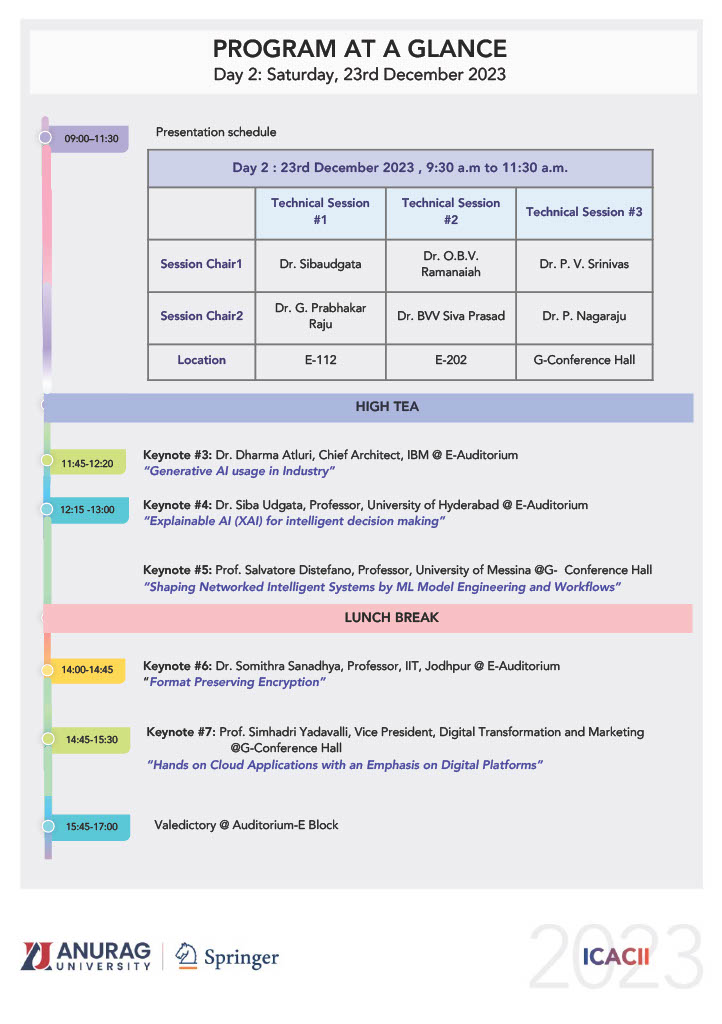 PROGRAM AT A GLANCE
Day 2: Saturday, 23rd December 2023
09:00–11:30
Presentation schedule
Day 2 : 23rd December 2023 , 9:30 a.m to 11:30 a.m.
Technical Session #1
Technical Session #2
Technical Session #3
Session Chair1
Dr. Sibaudgata
Dr. O.B.V. Ramanaiah
Dr. P. V. Srinivas
Session Chair2
Dr. G. Prabhakar Raju
Dr. BVV Siva Prasad
Dr. P. Nagaraju
Location
E-112
E-202
G-Conference Hall
HIGH TEA
11:45-12:20
Keynote #3: Dr. Dharma Atluri, Chief Architect, IBM @ E-Auditorium
“Generative AI usage in Industry”
12:15 -13:00
Keynote #4: Dr. Siba Udgata, Professor, University of Hyderabad @ E-Auditorium
“Explainable AI (XAI) for intelligent decision making”
Keynote #5: Prof. Salvatore Distefano, Professor, University of Messina @G- Conference Hall
“Shaping Networked Intelligent Systems by ML Model Engineering and Workflows”
LUNCH BREAK
14:00-14:45
Keynote #6: Dr. Somithra Sanadhya, Professor, IIT, Jodhpur @ E-Auditorium
“Format Preserving Encryption”
14:45-15:30
Keynote #7: Prof. Simhadri Yadavalli, Vice President, Digital Transformation and Marketing
@G-Conference Hall
“Hands on Cloud Applications with an Emphasis on Digital Platforms”
15:45-17:00
Valedictory @ Auditorium-E Block
ANURAG
UNIVERSITY
Springer
2023
ICACII